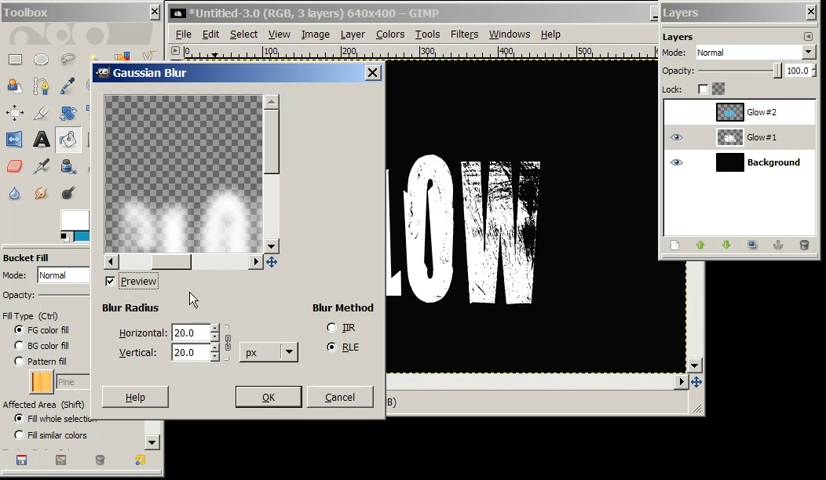 Toolbox
*Untitled-3.0 (RGB, 3 layers) 640x400 – GIMP
File Edit Select View Image Layer Colors Tools Filters Windows Help
100 200 300 400 500
Gaussian Blur
Preview
Blur Radius
Horizontal: 20.0
Vertical: 20.0
px
Blur Method
IIR
RLE
Help OK Cancel
LOW
B)
Bucket Fill
Mode: Normal
Opacity:
Fill Type (Ctrl)
FG color fill
BG color fill
Pattern fill
Pine
Affected Area (Shift)
Fill whole selection
Fill similar colors
Layers
Layers
Mode: Normal
Opacity: 100.0
Lock:
Glow#2
Glow#1
Background